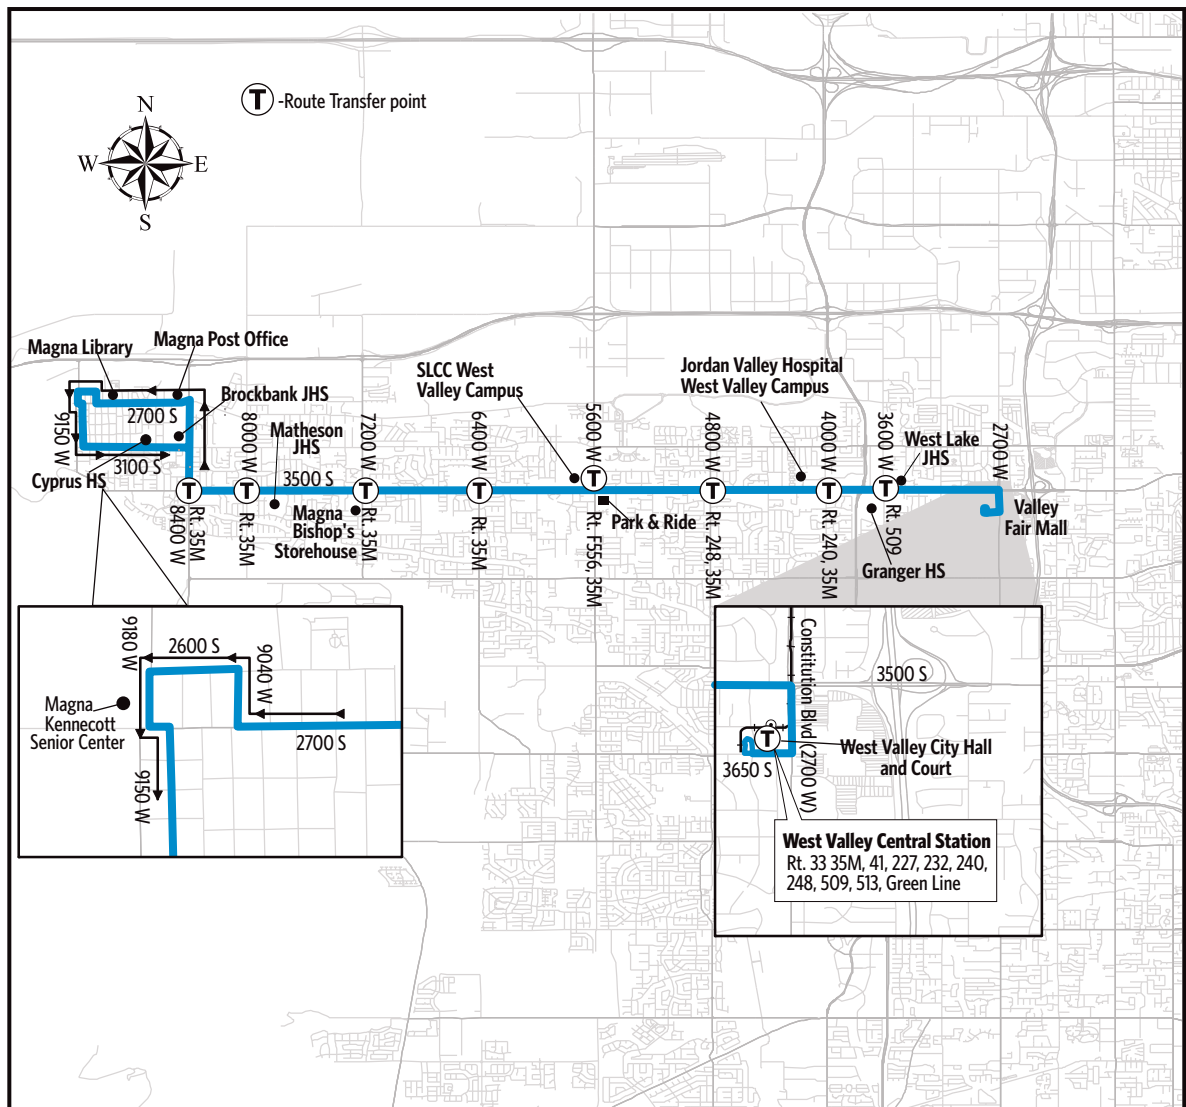 N
W E
S
T -Route Transfer point
Magna Library
Magna Post Office
Brockbank JHS
2700 S
9150 W
3100 S
Cyprus HS
8000 W
Matheson
JHS
3500 S
7200 W
6400 W
SLCC West
Valley Campus
5600 W
4800 W
Jordan Valley Hospital
West Valley Campus
4000 W
3600 W
West Lake
JHS
2700 W
T
T
T
T
T
T
T
T
8400 W
Rt. 35M
Rt. 35M
Magna
Bishop's
Storehouse
Rt. 35M
Rt. 35M
Rt. F556, 35M
Park & Ride
Rt. 248, 35M
Rt. 240, 35M
Rt. 509
Granger HS
Valley
Fair Mall
9180 W
2600 S
9040 W
Magna
Kennecott
Senior Center
2700 S
9150 W
Constitution Blvd (2700 W)
3500 S
T
West Valley City Hall
and Court
3650 S
West Valley Central Station
Rt. 33 35M, 41, 227, 232, 240,
248, 509, 513, Green Line